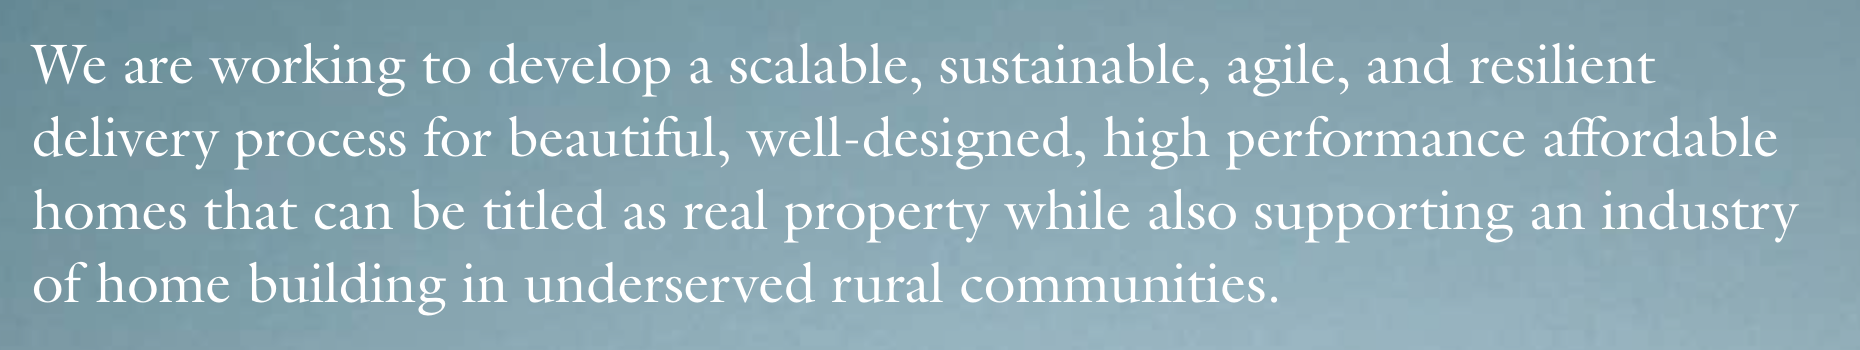 We are working to develop a scalable, sustainable, agile, and resilient
delivery process for beautiful, well-designed, high performance affordable
homes that can be titled as real property while also supporting an industry
of home building in underserved rural communities.